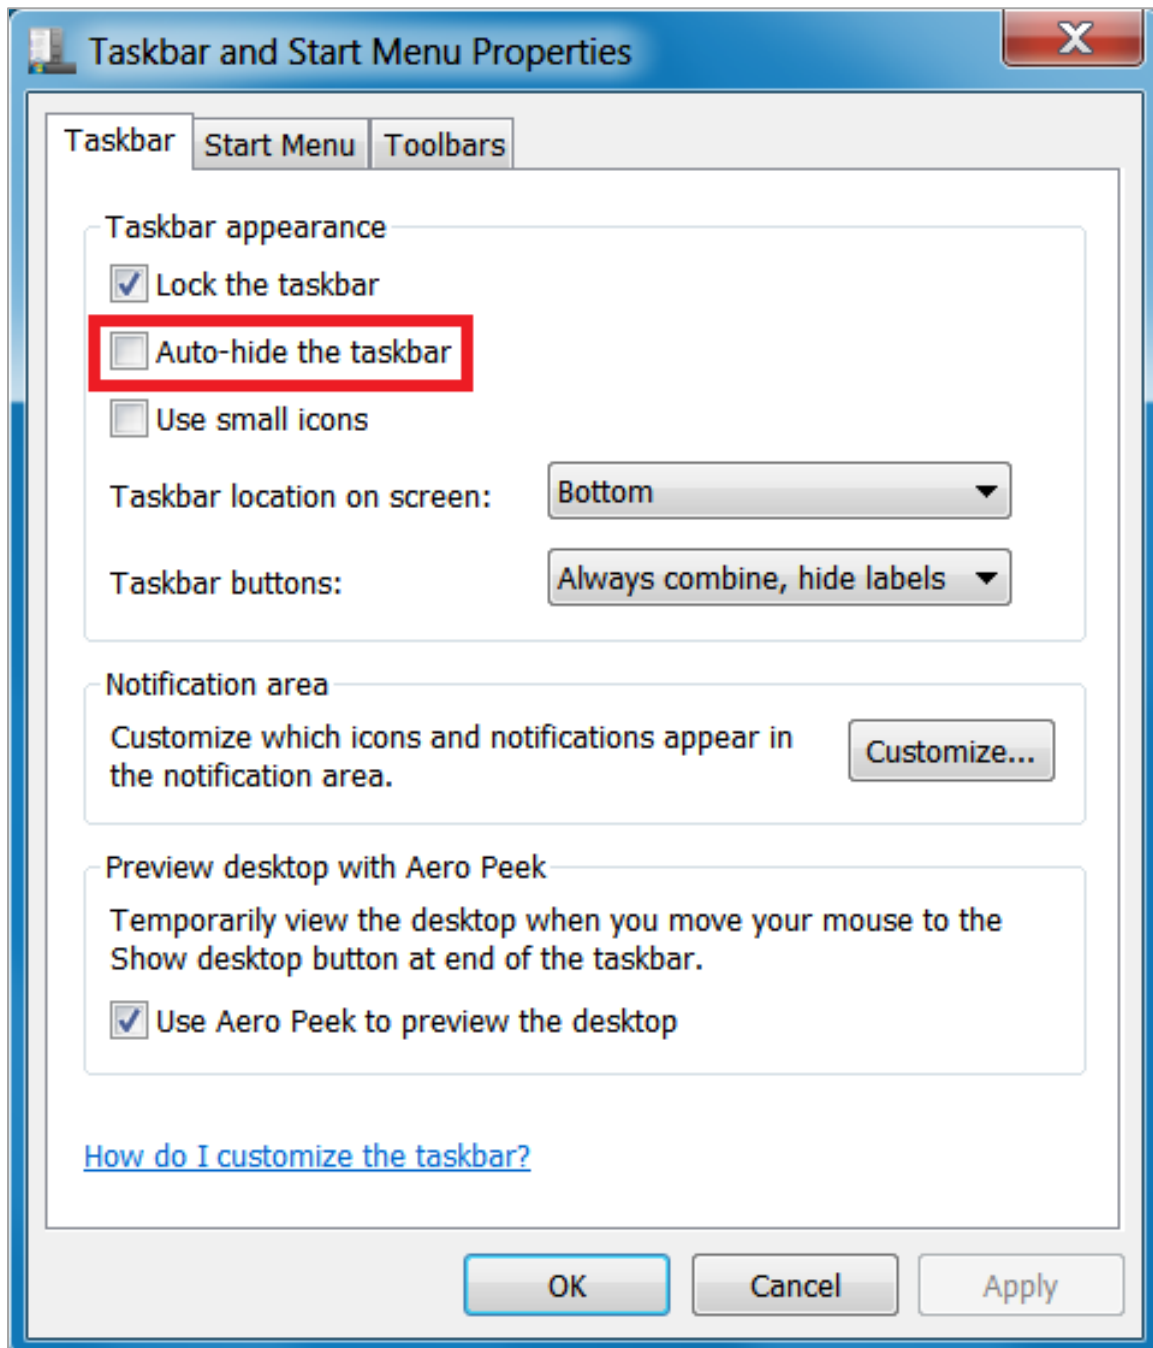 Taskbar and Start Menu Properties
Taskbar
Start Menu
Toolbars
Taskbar appearance
Lock the taskbar
Auto-hide the taskbar
Use small icons
Taskbar location on screen:
Bottom
Taskbar buttons:
Always combine, hide labels
Notification area
Customize which icons and notifications appear in
the notification area.
Customize...
Preview desktop with Aero Peek
Temporarily view the desktop when you move your mouse to the
Show desktop button at end of the taskbar.
Use Aero Peek to preview the desktop
How do I customize the taskbar?
OK
Cancel
Apply